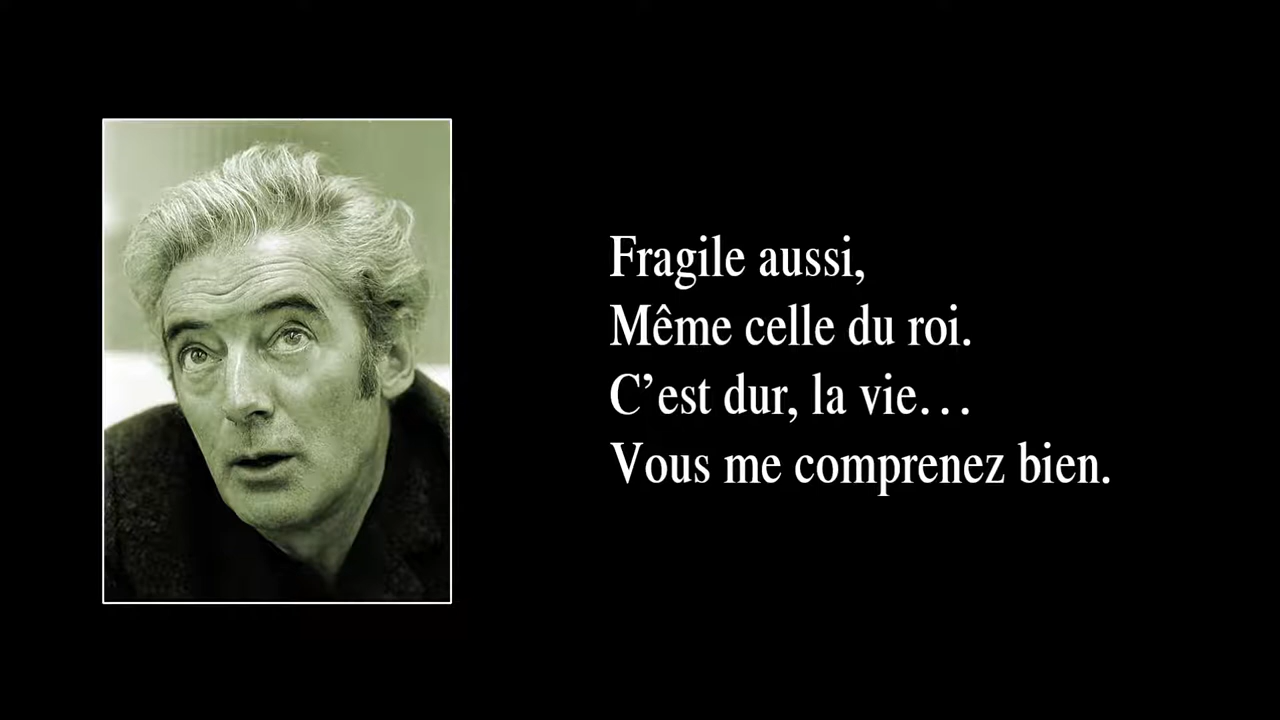 Fragile aussi,
Même celle du roi.
C’est dur, la vie…
Vous me comprenez bien.